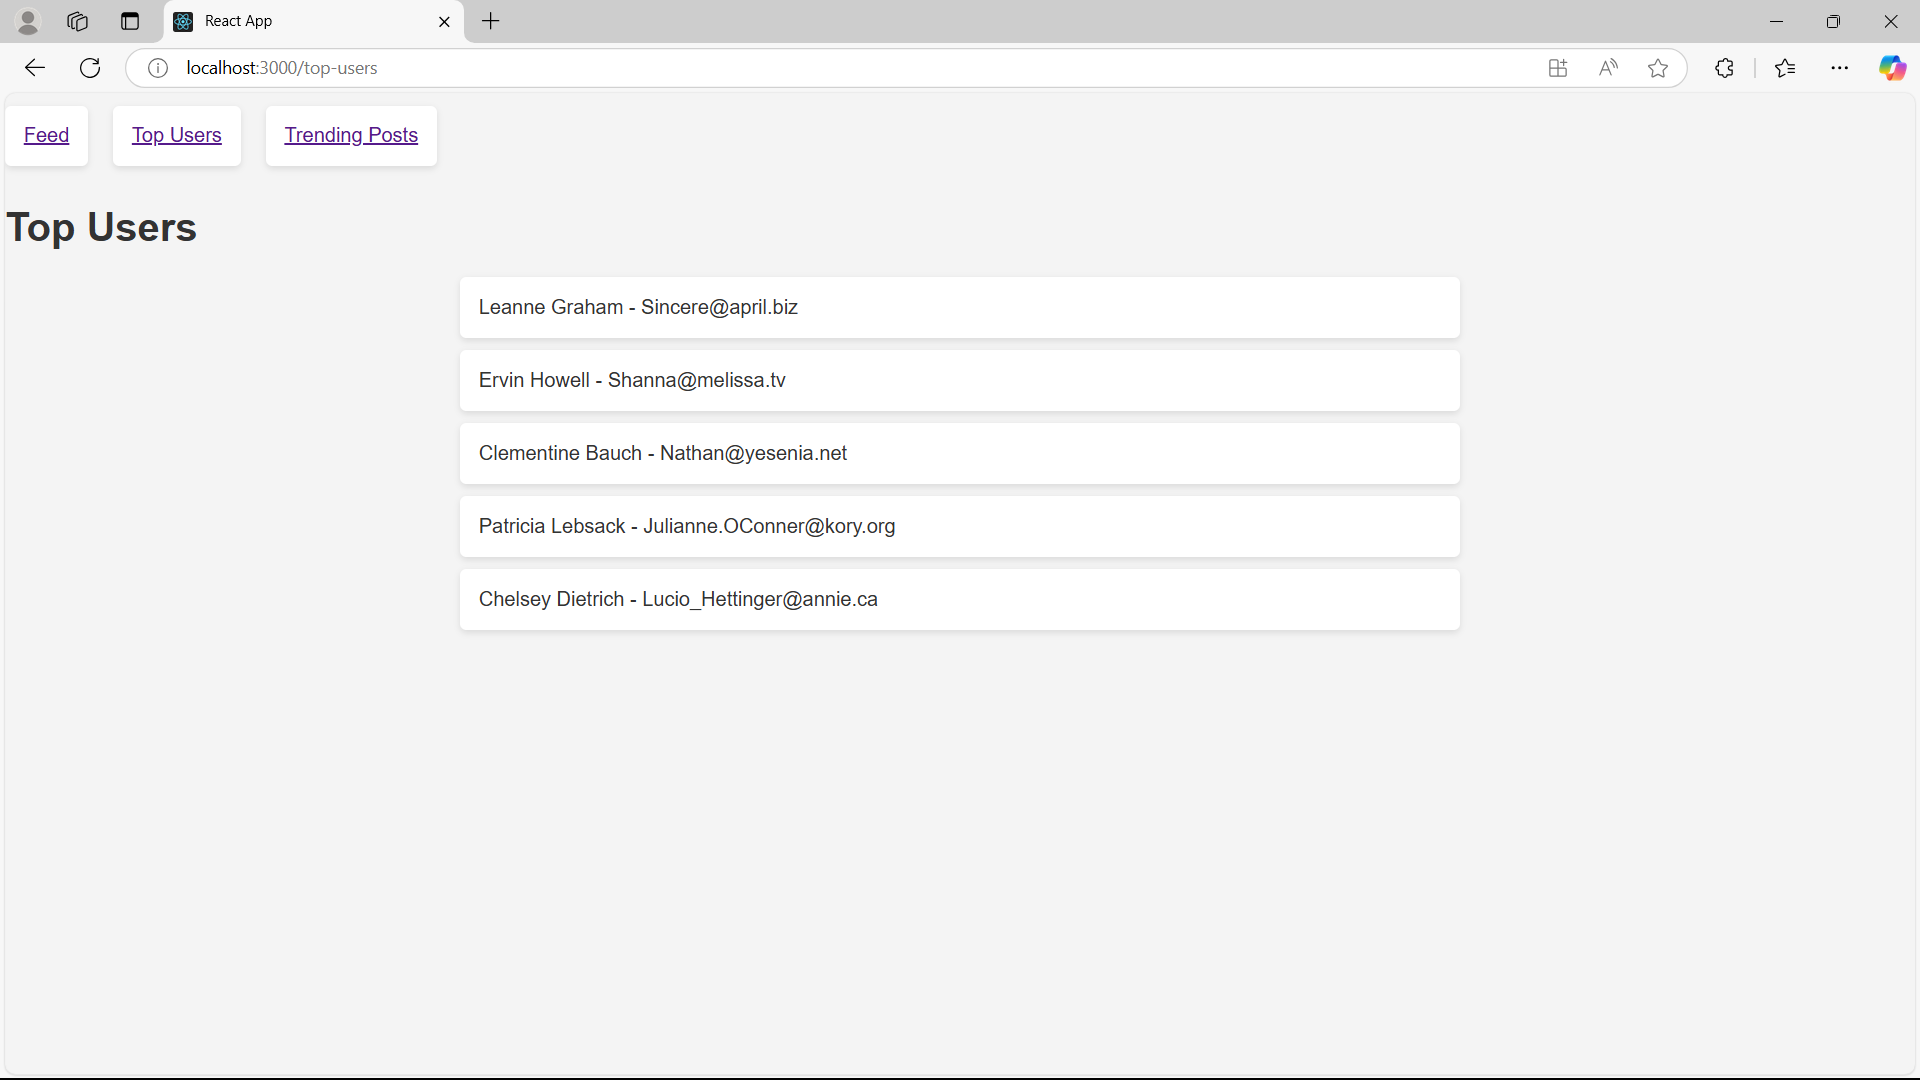 React App
localhost:3000/top-users
Feed
Top Users
Trending Posts
Top Users
Leanne Graham - Sincere@april.biz
Ervin Howell - Shanna@melissa.tv
Clementine Bauch - Nathan@yesenia.net
Patricia Lebsack - Julianne.OConner@kory.org
Chelsey Dietrich - Lucio_Hettinger@annie.ca